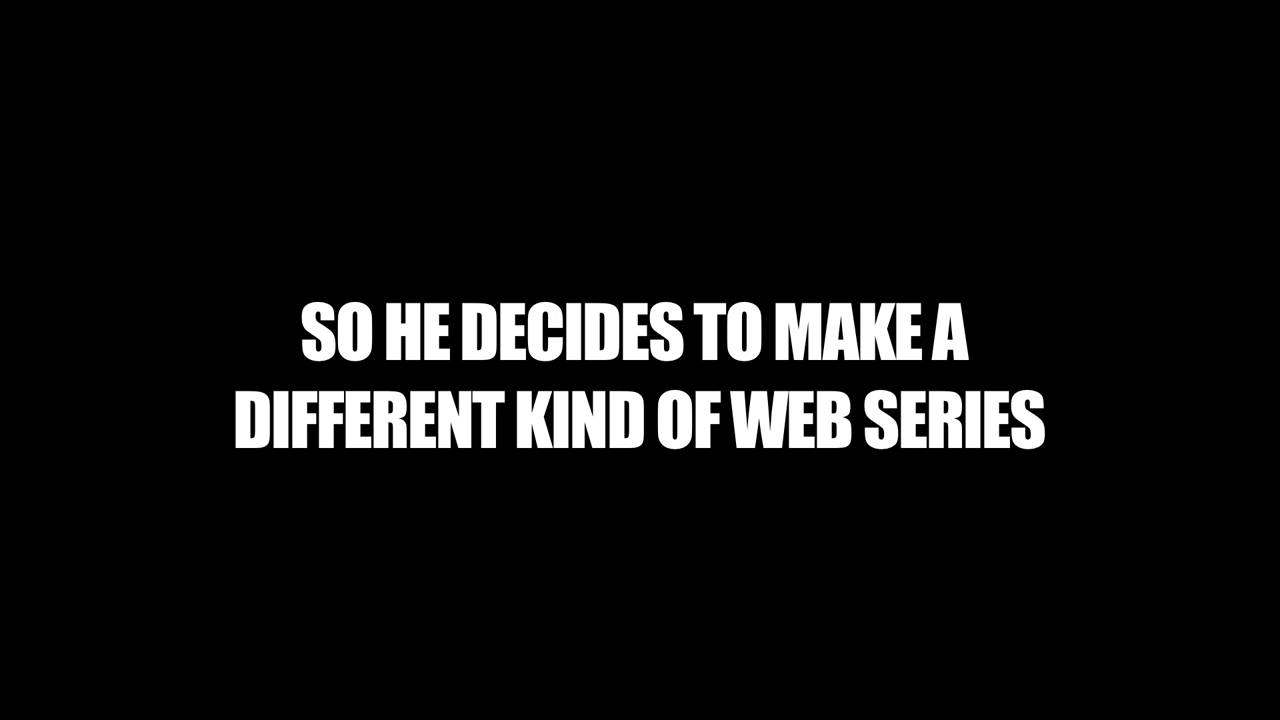 SO HE DECIDES TO MAKE A
DIFFERENT KIND OF WEB SERIES